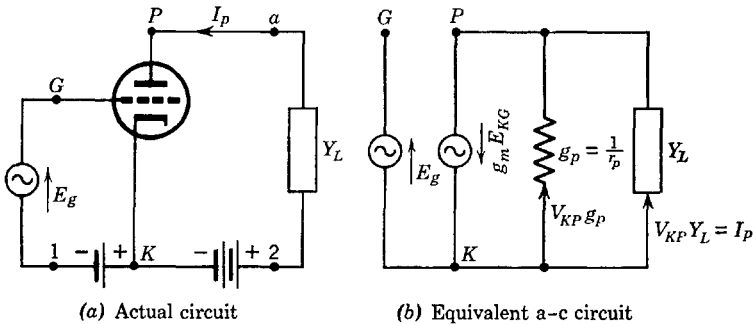 P
I_p
a
G
Y_L
E_g
1
− +
K
− +
2
(a) Actual circuit
G
P
E_g
g_m E_KG
g_p = 1/r_p
Y_L
V_KP g_p
V_KP Y_L = I_p
K
(b) Equivalent a-c circuit